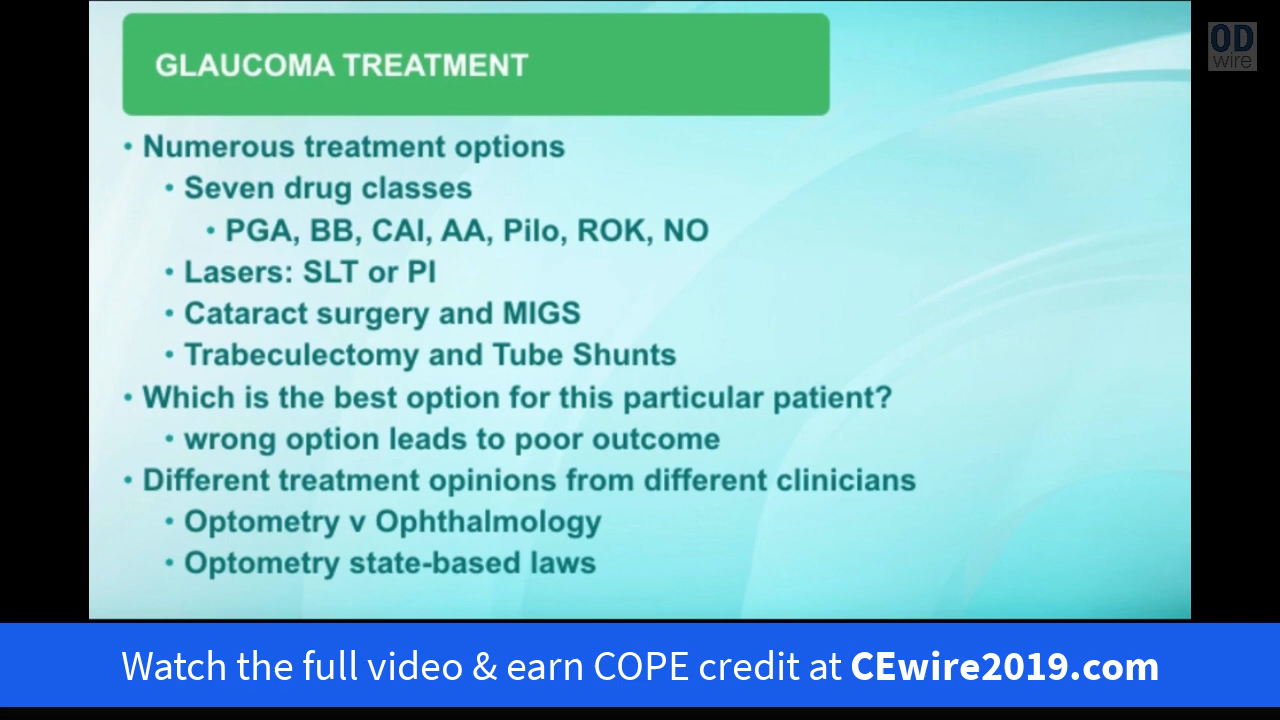 OD
wire
GLAUCOMA TREATMENT
• Numerous treatment options
• Seven drug classes
• PGA, BB, CAI, AA, Pilo, ROK, NO
• Lasers: SLT or PI
• Cataract surgery and MIGS
• Trabeculectomy and Tube Shunts
• Which is the best option for this particular patient?
• wrong option leads to poor outcome
• Different treatment opinions from different clinicians
• Optometry v Ophthalmology
• Optometry state-based laws
Watch the full video & earn COPE credit at CEwire2019.com